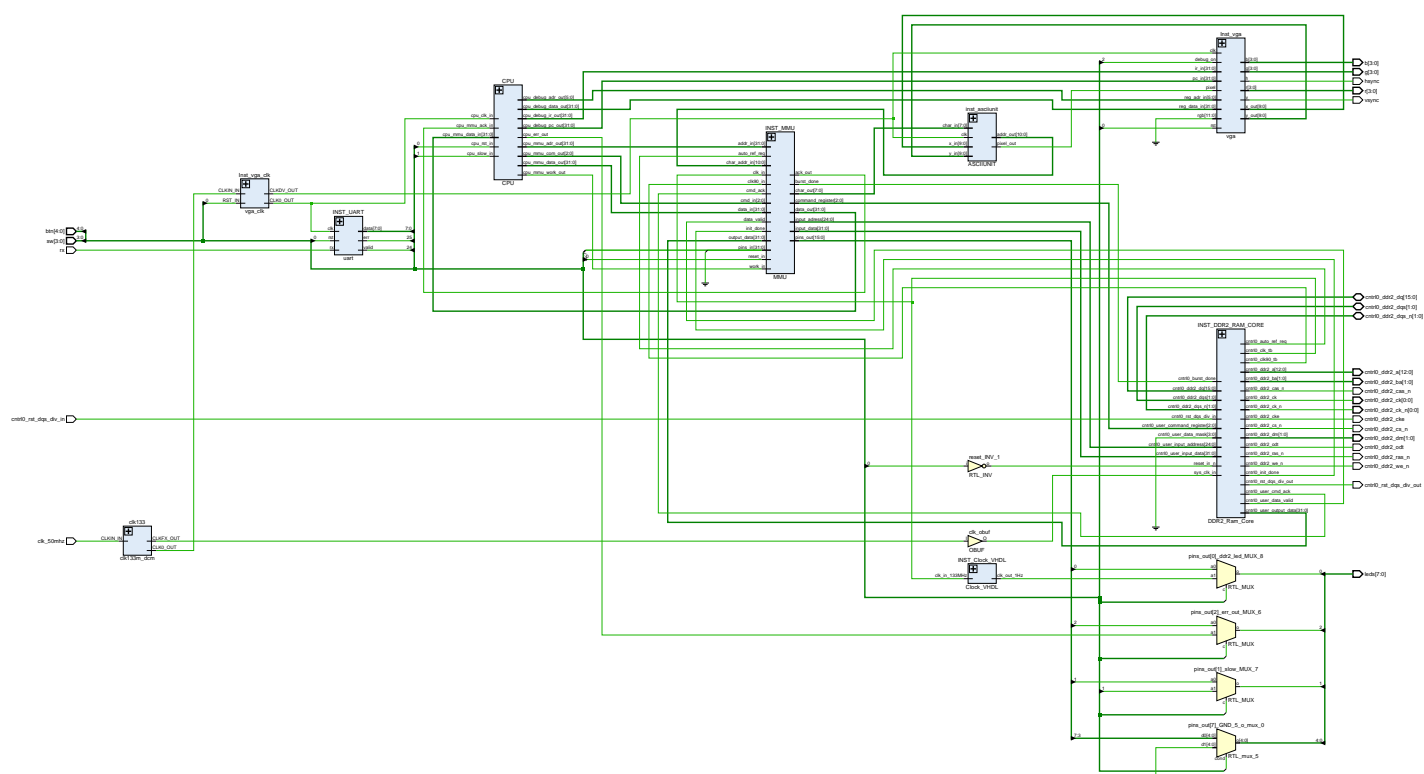 Inst_vga
clk
debug_on
ir_in[31:0]
pc_in[31:0]
pixel
reg_adr_in[5:0]
reg_data_in[31:0]
b[3:0]
g[3:0]
h
r[3:0]
v
x_out[9:0]
y_out[9:0]
vga
b[3:0]
g[3:0]
hsync
r[3:0]
vsync
CPU
cpu_clk_in
cpu_mmu_ack_in
cpu_mmu_data_in[31:0]
cpu_rst_in
cpu_slow_in
cpu_debug_data_out[31:0]
cpu_debug_ir_out[31:0]
cpu_debug_pc_out[31:0]
cpu_err_out
cpu_mmu_adr_out[31:0]
cpu_mmu_com_out[2:0]
cpu_mmu_data_out[31:0]
cpu_mmu_work_out
CPU
inst_asciiunit
char_in[7:0]
clk
x_in[9:0]
y_in[9:0]
addr_out[10:0]
pixel_out
ASCIIUNIT
INST_MMU
addr_in[31:0]
auto_ref_req
char_addr_in[10:0]
clk_in
clk90_in
cmd_ack
cmd_in[2:0]
data_in[31:0]
data_valid
init_done
output_data[31:0]
pins_in[31:0]
reset_in
work_in
ack_out
burst_done
char_out[7:0]
command_register[2:0]
data_out[31:0]
input_address[24:0]
input_data[31:0]
pins_out[15:0]
MMU
Inst_vga_clk
CLKIN_IN
RST_IN
CLKDV_OUT
CLK0_OUT
vga_clk
INST_UART
clk
rst
rx
data[7:0]
err
valid
uart
7:0
25
24
btn[4:0]
sw[3:0]
rx
4:0
3:0
cntrl0_ddr2_dq[15:0]
cntrl0_ddr2_dqs[1:0]
cntrl0_ddr2_dqs_n[1:0]
INST_DDR2_RAM_CORE
cntrl0_burst_done
cntrl0_ddr2_dq[15:0]
cntrl0_ddr2_dqs[1:0]
cntrl0_ddr2_dqs_n[1:0]
cntrl0_rst_dqs_div_in
cntrl0_user_command_register[2:0]
cntrl0_user_data_mask[3:0]
cntrl0_user_input_address[24:0]
cntrl0_user_input_data[31:0]
reset_in_n
sys_clk_in
cntrl0_auto_ref_req
cntrl0_clk_tb
cntrl0_clk90_tb
cntrl0_ddr2_a[12:0]
cntrl0_ddr2_ba[1:0]
cntrl0_ddr2_cas_n
cntrl0_ddr2_ck
cntrl0_ddr2_ck_n
cntrl0_ddr2_cke
cntrl0_ddr2_cs_n
cntrl0_ddr2_dm[1:0]
cntrl0_ddr2_odt
cntrl0_ddr2_ras_n
cntrl0_ddr2_we_n
cntrl0_init_done
cntrl0_rst_dqs_div_out
cntrl0_user_cmd_ack
cntrl0_user_data_valid
cntrl0_user_output_data[31:0]
DDR2_Ram_Core
cntrl0_ddr2_a[12:0]
cntrl0_ddr2_ba[1:0]
cntrl0_ddr2_cas_n
cntrl0_ddr2_ck[0:0]
cntrl0_ddr2_ck_n[0:0]
cntrl0_ddr2_cke
cntrl0_ddr2_cs_n
cntrl0_ddr2_dm[1:0]
cntrl0_ddr2_odt
cntrl0_ddr2_ras_n
cntrl0_ddr2_we_n
cntrl0_rst_dqs_div_out
cntrl0_rst_dqs_div_in
reset_INV_1
RTL_INV
clk133
CLKIN_IN
CLKFX_OUT
CLK0_OUT
clk133m_dcm
clk_50mhz
clk_obuf
OBUF
INST_Clock_VHDL
clk_in_133MHz
clk_out_1Hz
Clock_VHDL
pins_out[0]_ddr2_led_MUX_8
RTL_MUX
leds[7:0]
pins_out[2]_err_out_MUX_6
RTL_MUX
pins_out[1]_slow_MUX_7
RTL_MUX
pins_out[7]_GND_5_o_mux_0
7:3
RTL_mux_5